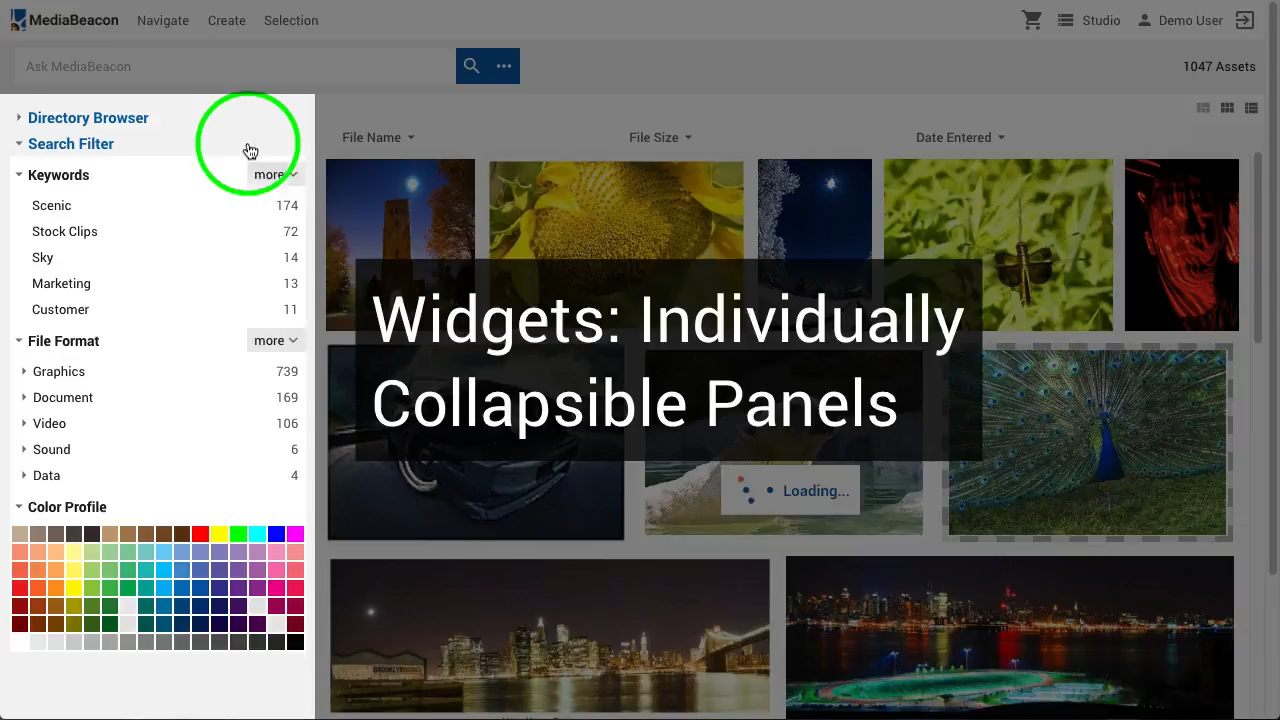 MediaBeacon Navigate Create Selection Studio Demo User
Ask MediaBeacon ... 1047 Assets
Directory Browser
Search Filter
Keywords more
Scenic 174
Stock Clips 72
Sky 14
Marketing 13
Customer 11
File Format more
Graphics 739
Document 169
Video 106
Sound 6
Data 4
Color Profile
File Name File Size Date Entered
Widgets: Individually
Collapsible Panels
Loading...
BROOKLYN